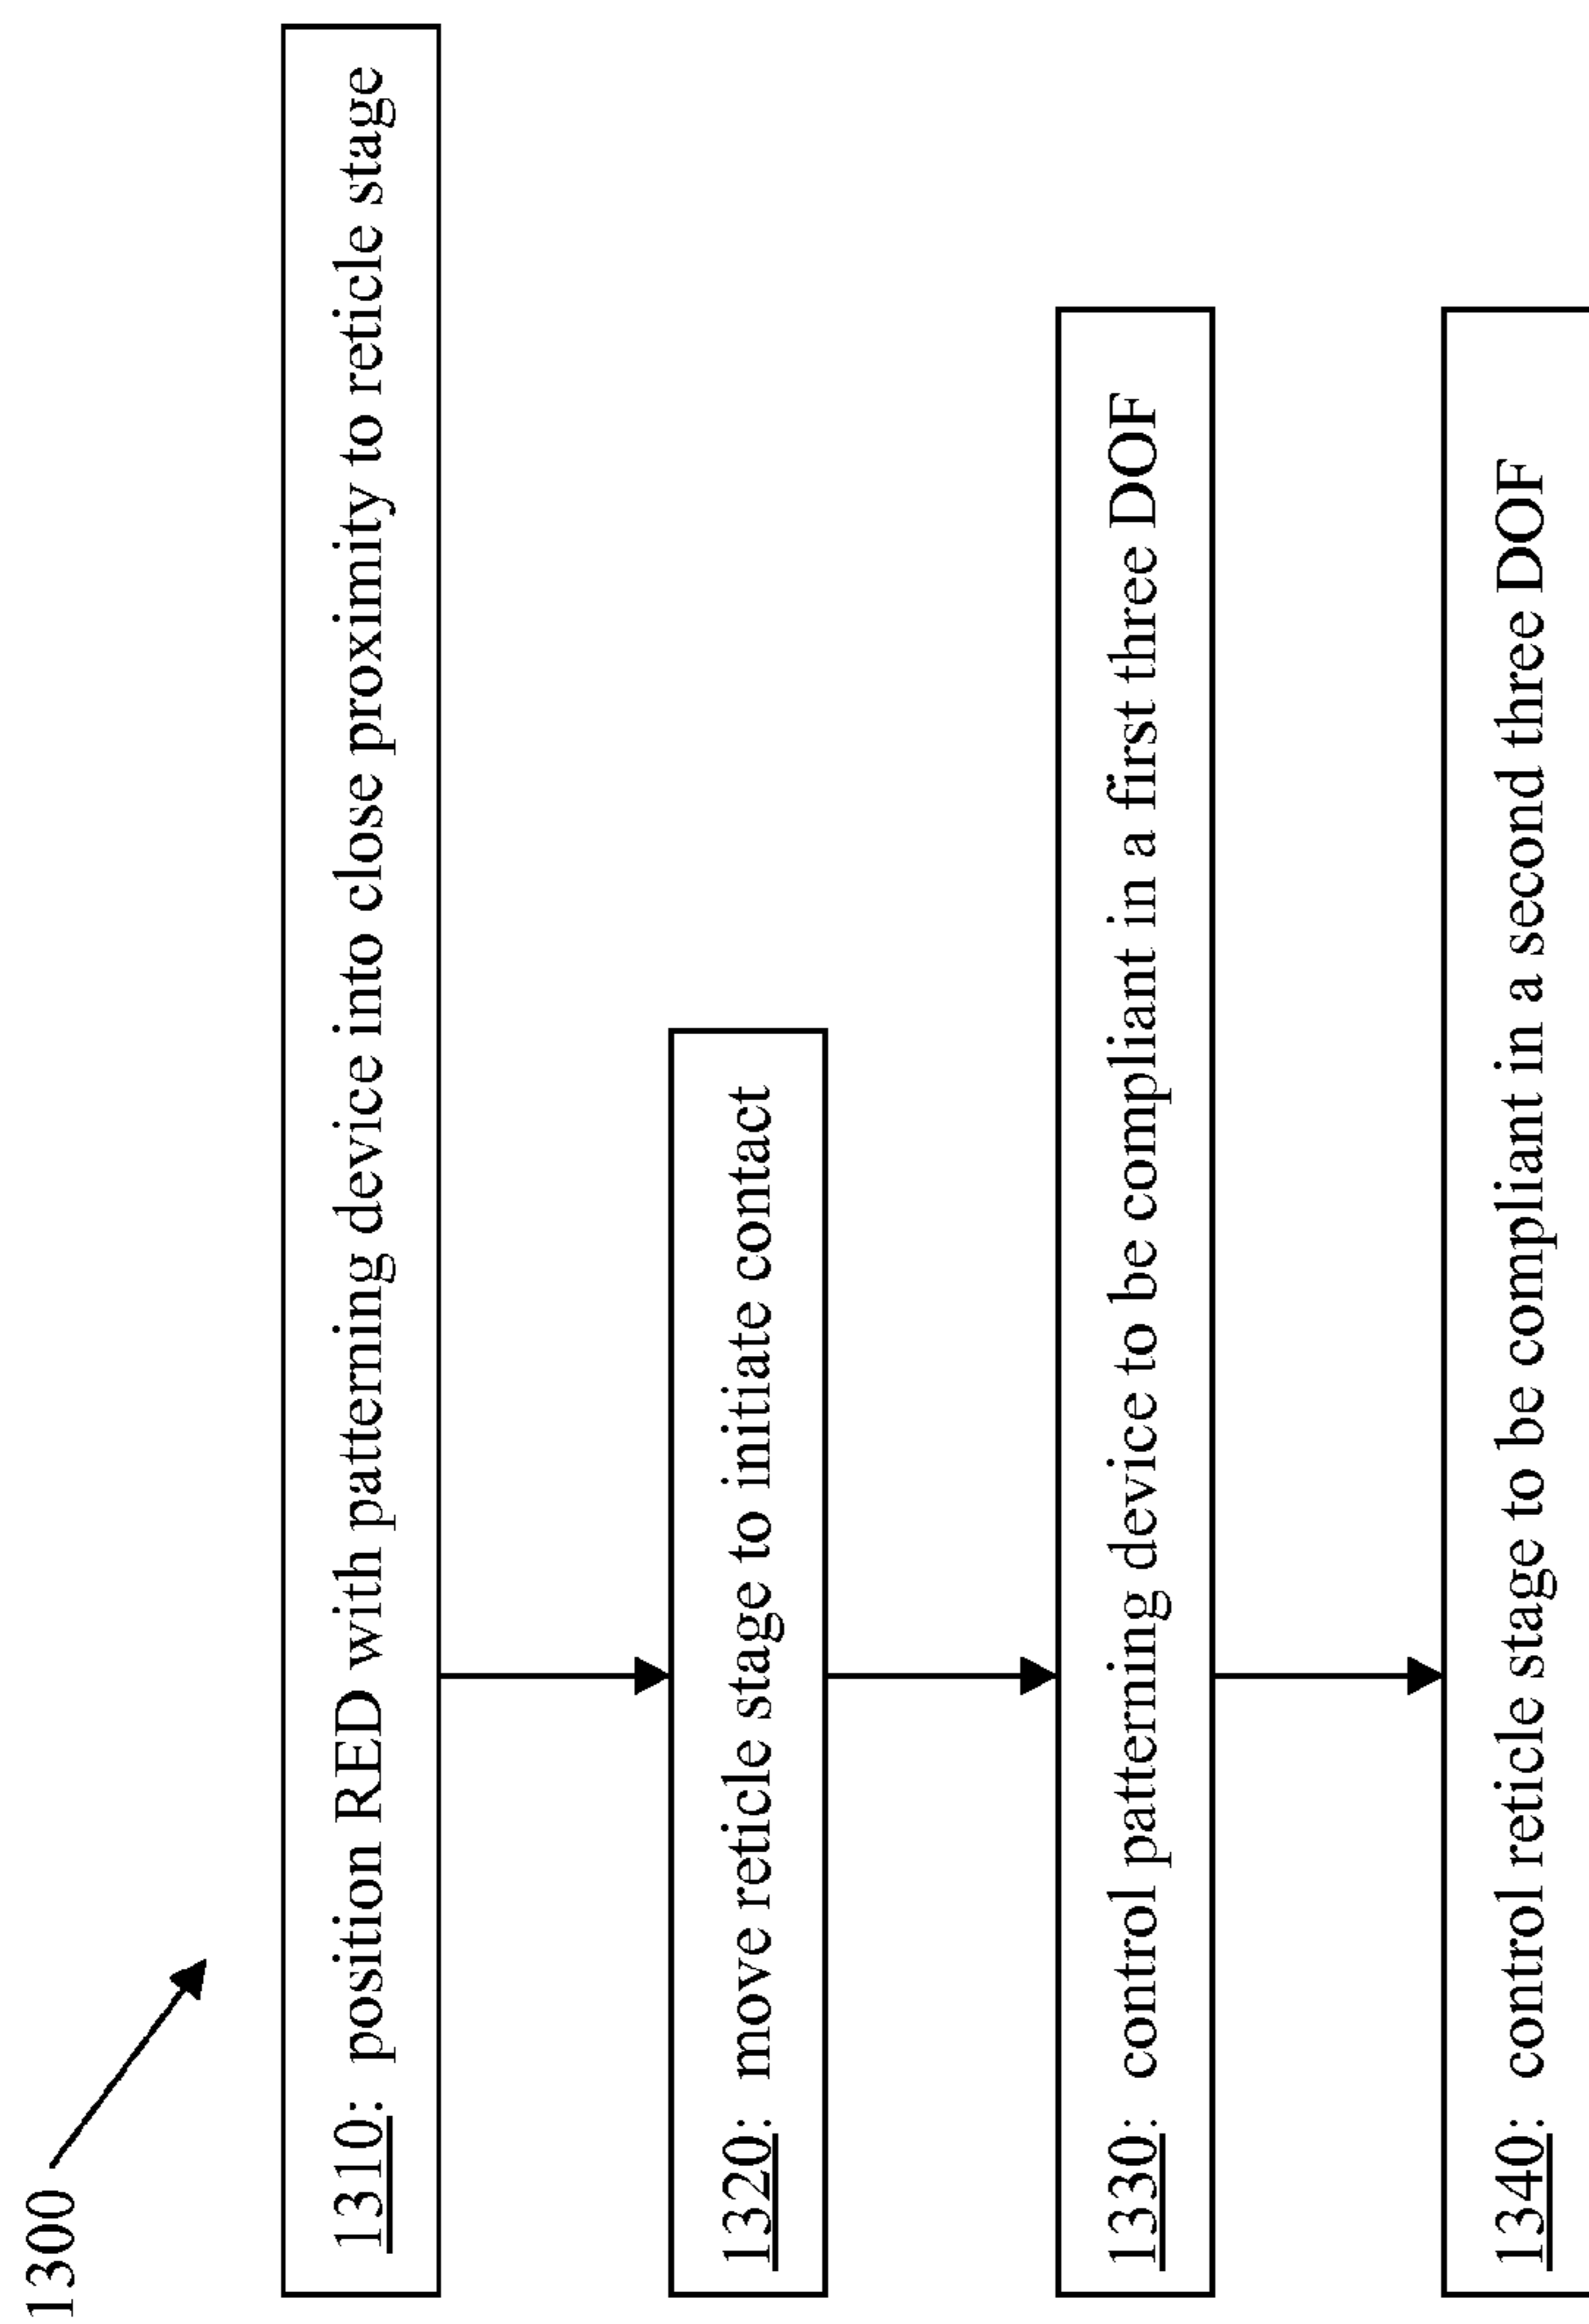 1300
1310: position RED with patterning device into close proximity to reticle stage
1320: move reticle stage to initiate contact
1330: control patterning device to be compliant in a first three DOF
1340: control reticle stage to be compliant in a second three DOF